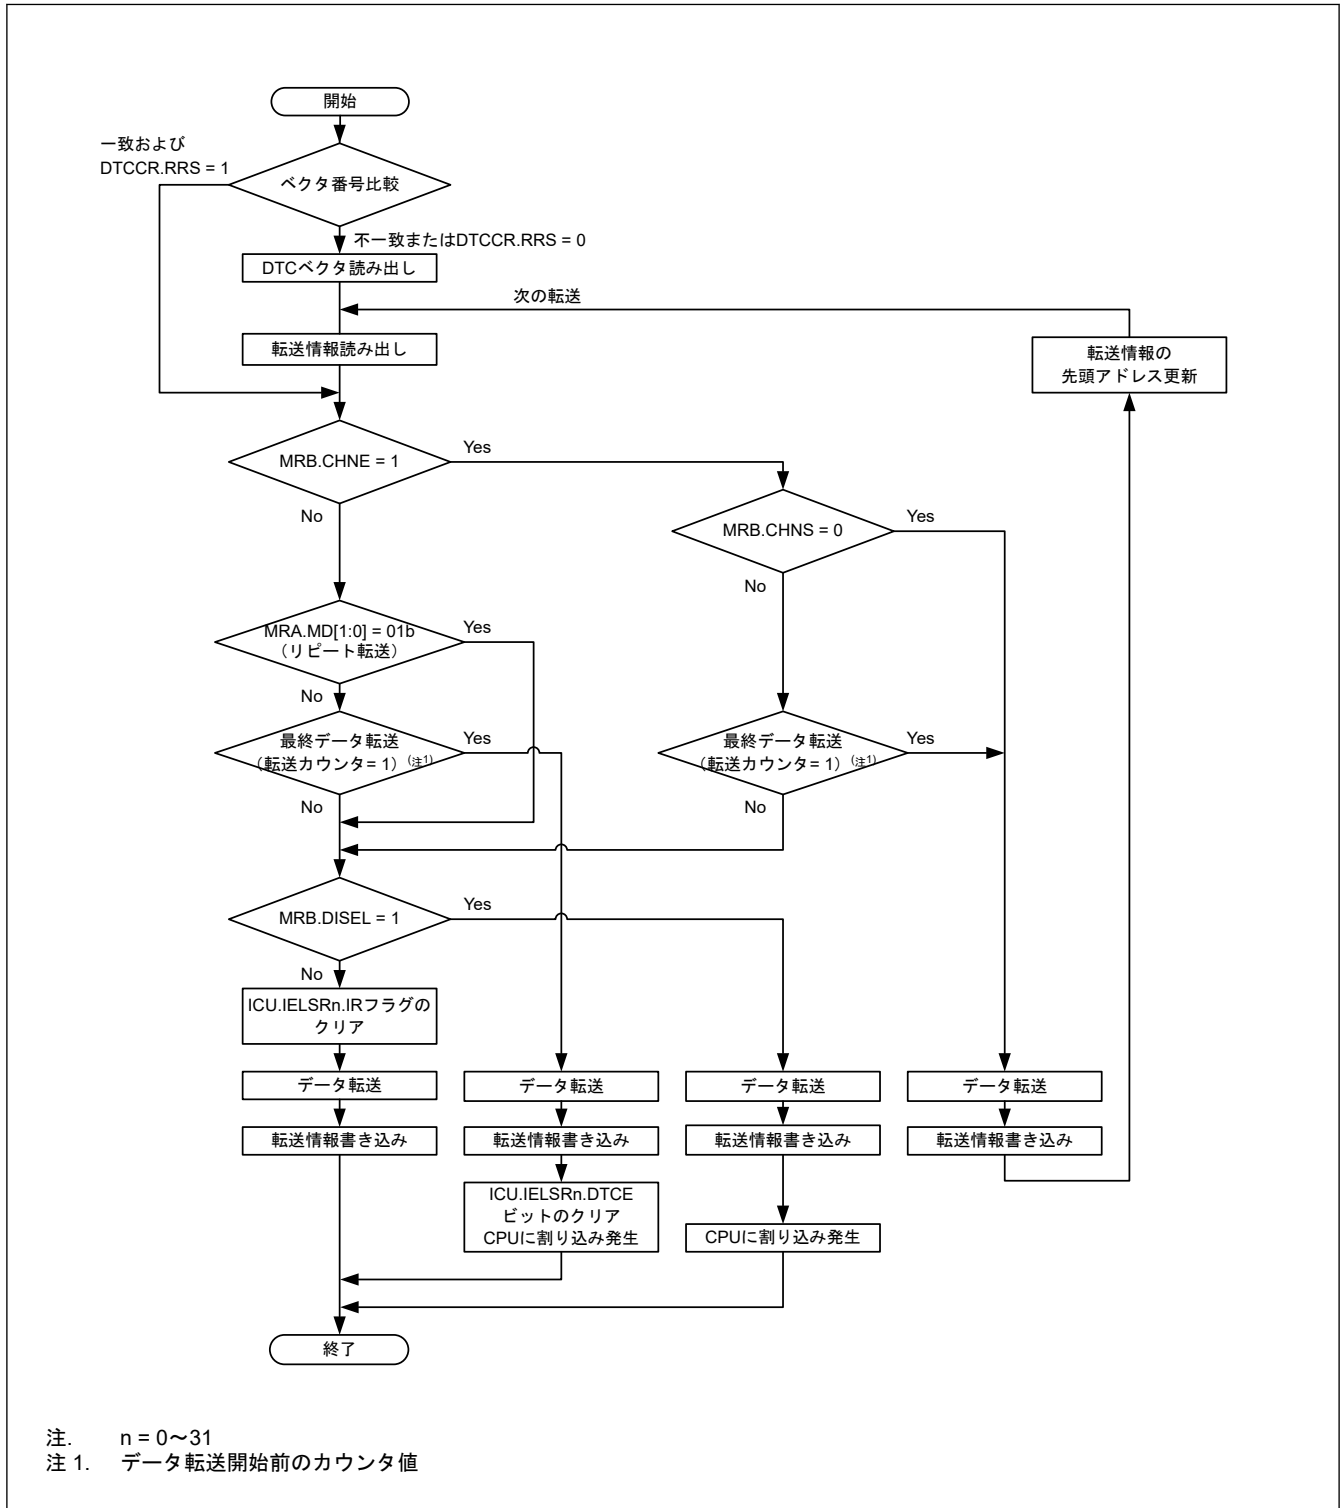 開始
一致および
DTCCR.RRS = 1
ベクタ番号比較
不一致またはDTCCR.RRS = 0
DTCベクタ読み出し
次の転送
転送情報読み出し
転送情報の
先頭アドレス更新
MRB.CHNE = 1
Yes
No
MRB.CHNS = 0
Yes
No
MRA.MD[1:0] = 01b
(リピート転送)
Yes
No
最終データ転送
(転送カウンタ= 1)(注1)
Yes
No
最終データ転送
(転送カウンタ= 1)(注1)
Yes
No
MRB.DISEL = 1
Yes
No
ICU.IELSRn.IRフラグの
クリア
データ転送
データ転送
データ転送
データ転送
転送情報書き込み
転送情報書き込み
転送情報書き込み
転送情報書き込み
ICU.IELSRn.DTCE
ビットのクリア
CPUに割り込み発生
CPUに割り込み発生
終了
注. n = 0～31
注 1. データ転送開始前のカウンタ値